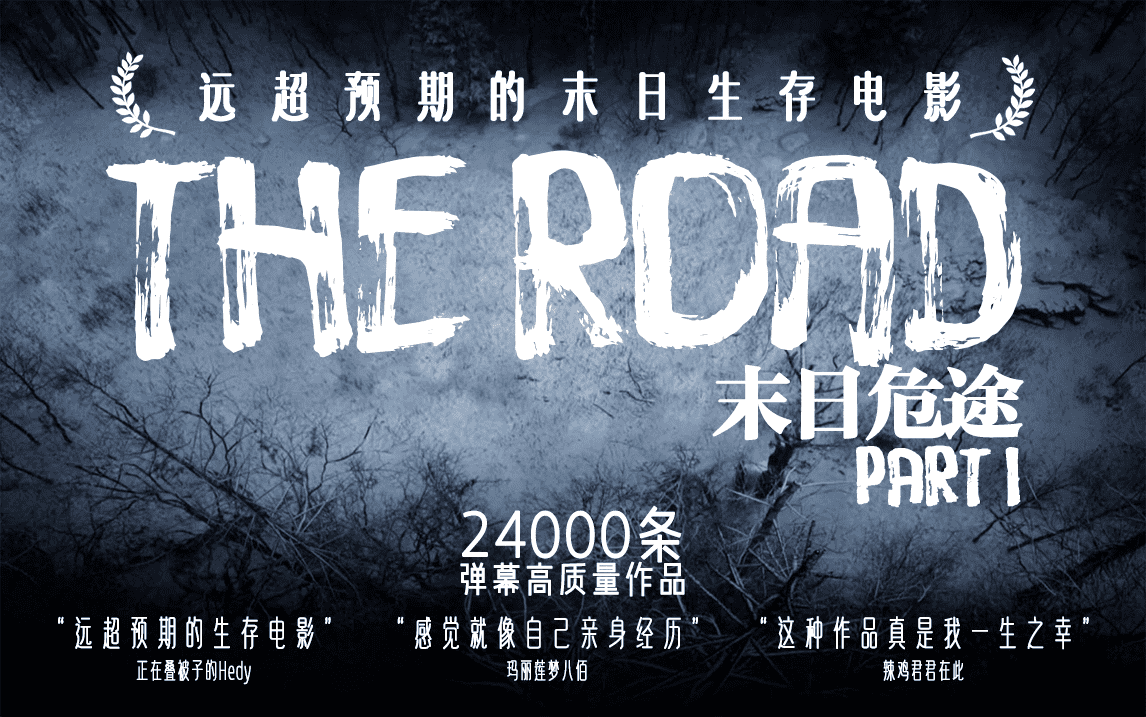 远超预期的末日生存电影
THE ROAD
末日危途
PART I
24000条
弹幕高质量作品
“远超预期的生存电影”
正在叠被子的Hedy
“感觉就像自己亲身经历”
玛丽莲梦八佰
“这种作品真是我一生之幸”
辣鸡君君在此